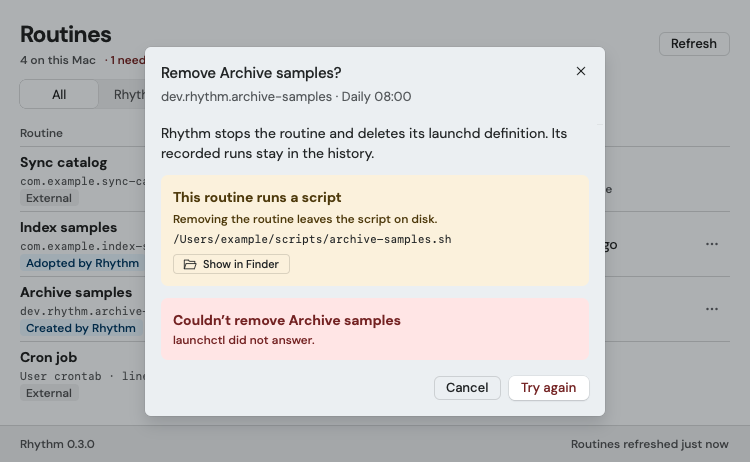 Routines
4 on this Mac · 1 need
Refresh
All
Rhyth
Routine
Sync catalog
com.example.sync-ca
External
Index samples
com.example.index-s
Adopted by Rhythm
go
Archive samples
dev.rhythm.archive-
Created by Rhythm
Cron job
User crontab · line
External
Remove Archive samples?
dev.rhythm.archive-samples · Daily 08:00
Rhythm stops the routine and deletes its launchd definition. Its
recorded runs stay in the history.
This routine runs a script
Removing the routine leaves the script on disk.
/Users/example/scripts/archive-samples.sh
Show in Finder
Couldn’t remove Archive samples
launchctl did not answer.
Cancel
Try again
Rhythm 0.3.0
Routines refreshed just now